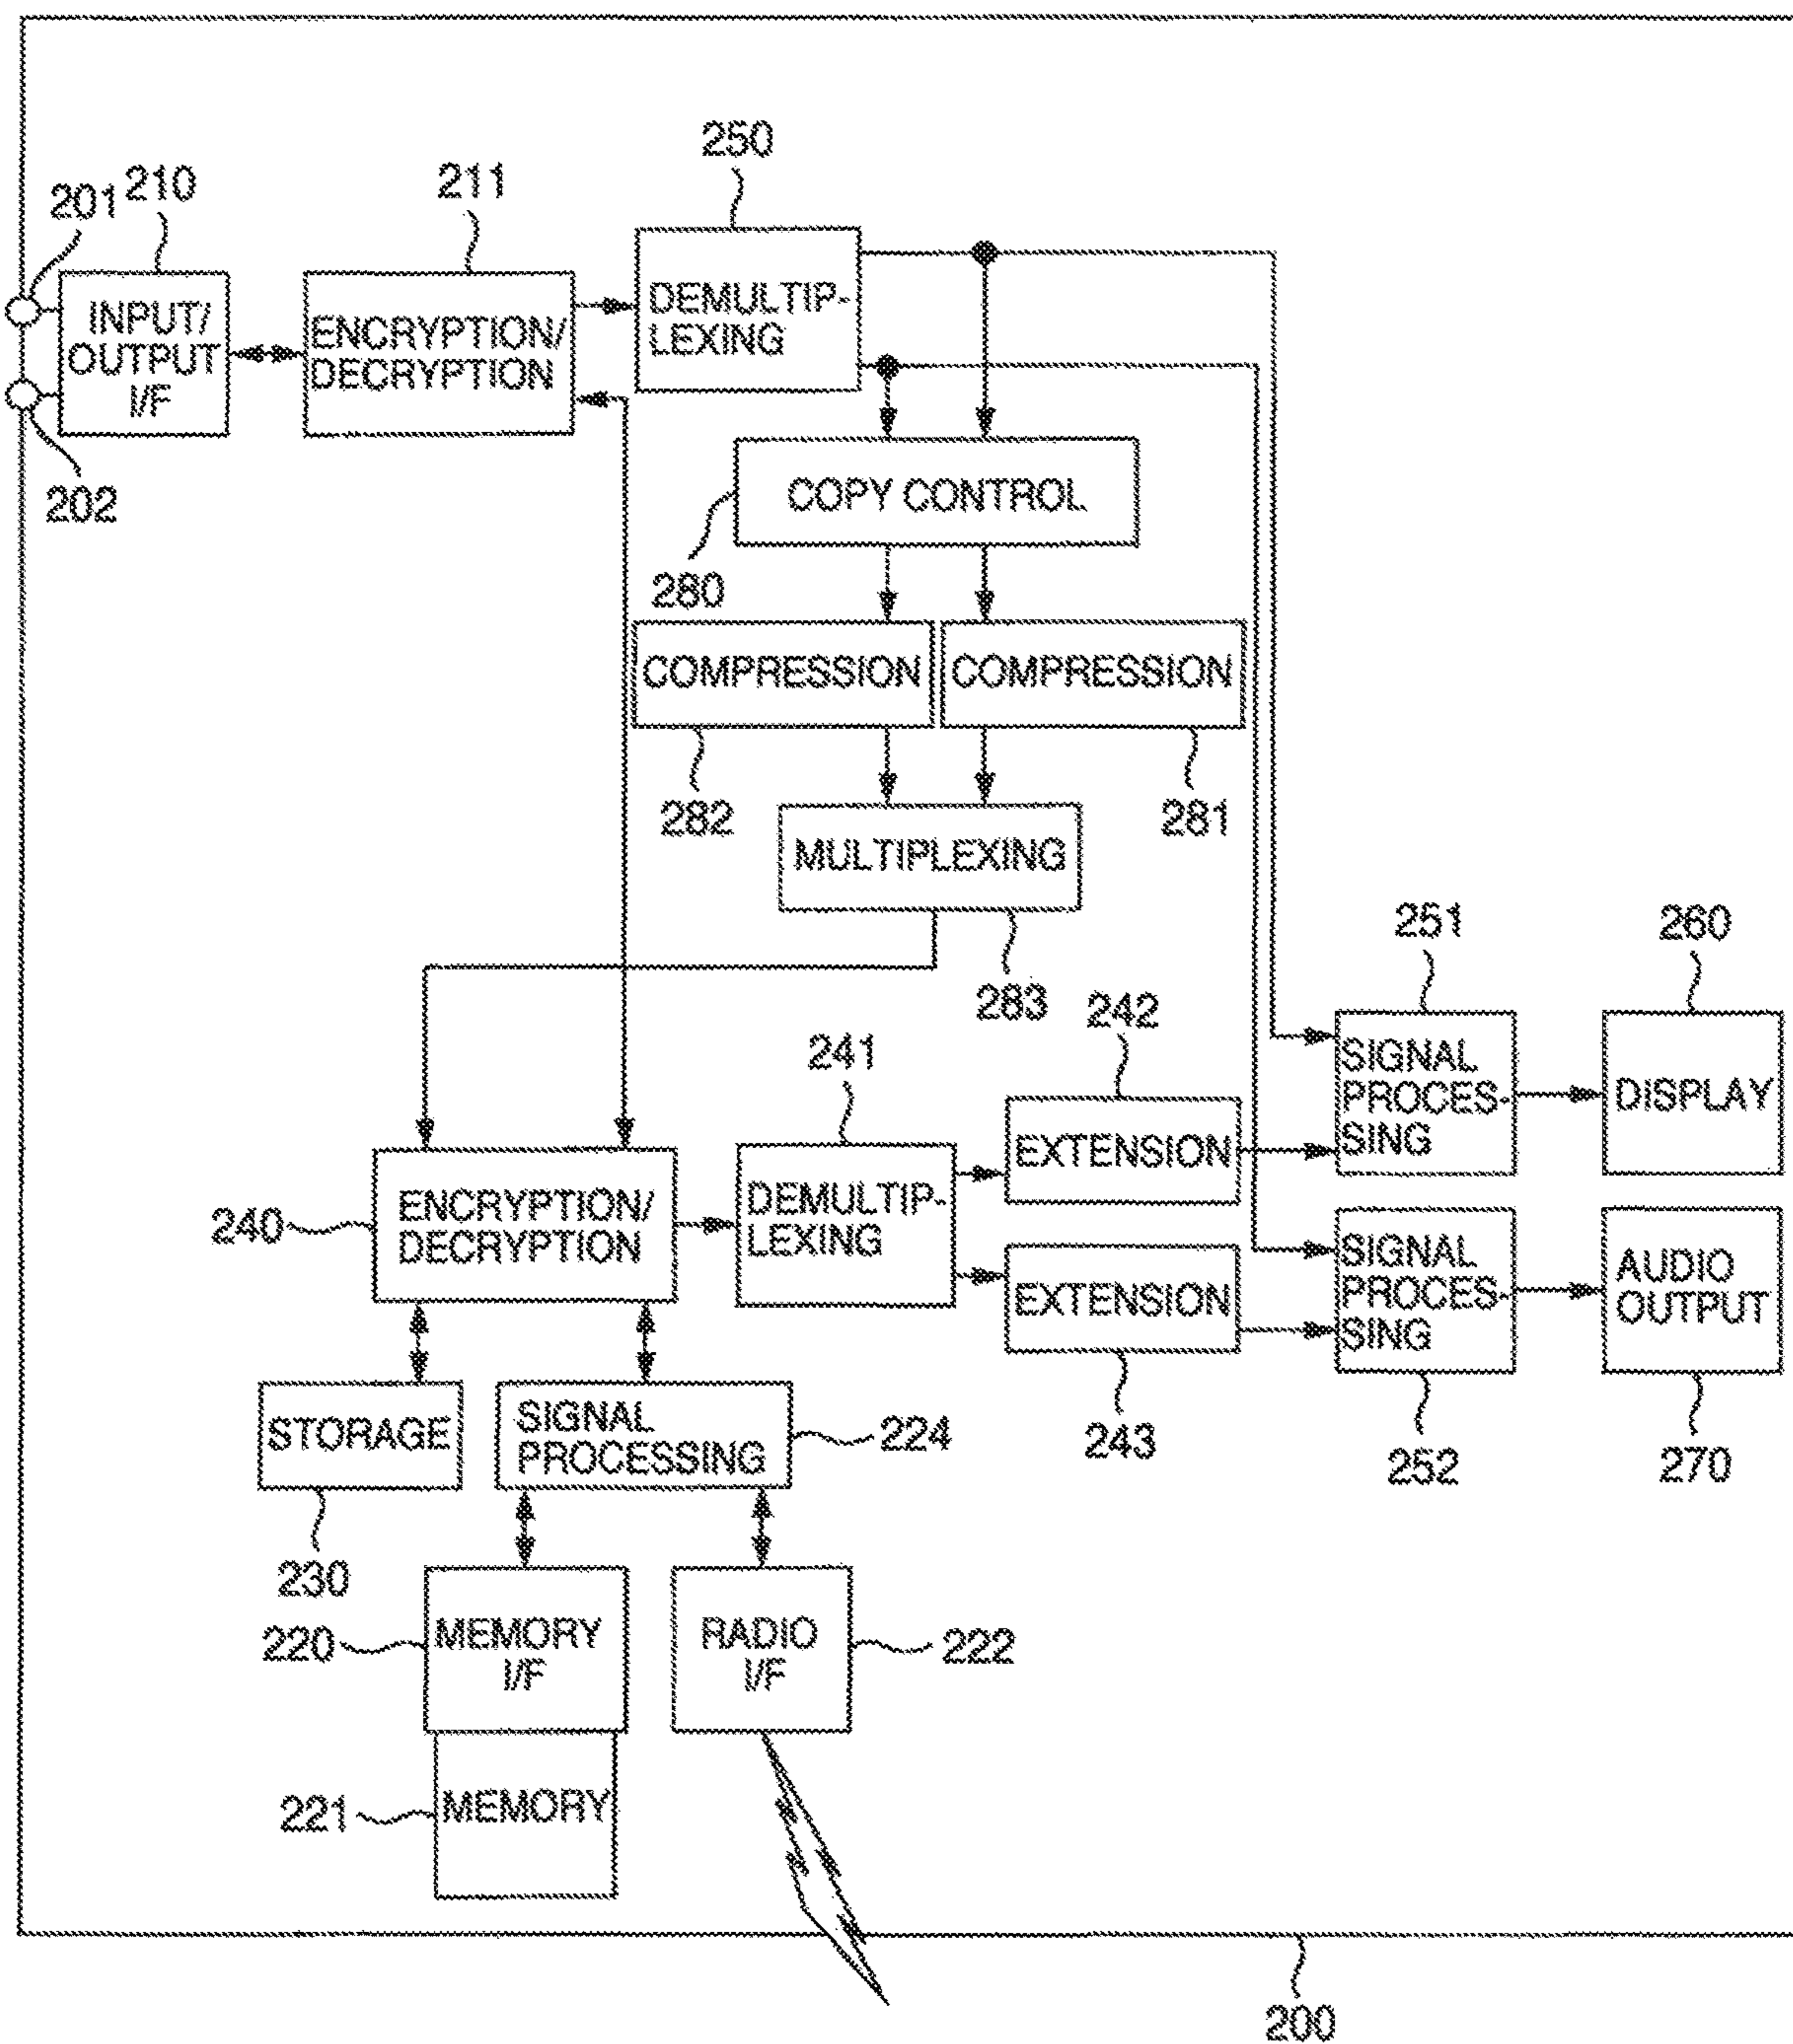 250
201
210
211
INPUT/
OUTPUT
I/F
ENCRYPTION/
DECRYPTION
DEMULTIP-
LEXING
202
COPY CONTROL
280
COMPRESSION
COMPRESSION
282
281
MULTIPLEXING
283
251
260
241
242
SIGNAL
PROCES-
SING
DISPLAY
240
ENCRYPTION/
DECRYPTION
DEMULTIP-
LEXING
EXTENSION
EXTENSION
SIGNAL
PROCES-
SING
AUDIO
OUTPUT
STORAGE
SIGNAL
PROCESSING
224
243
252
270
230
220
MEMORY
I/F
RADIO
I/F
222
221
MEMORY
200